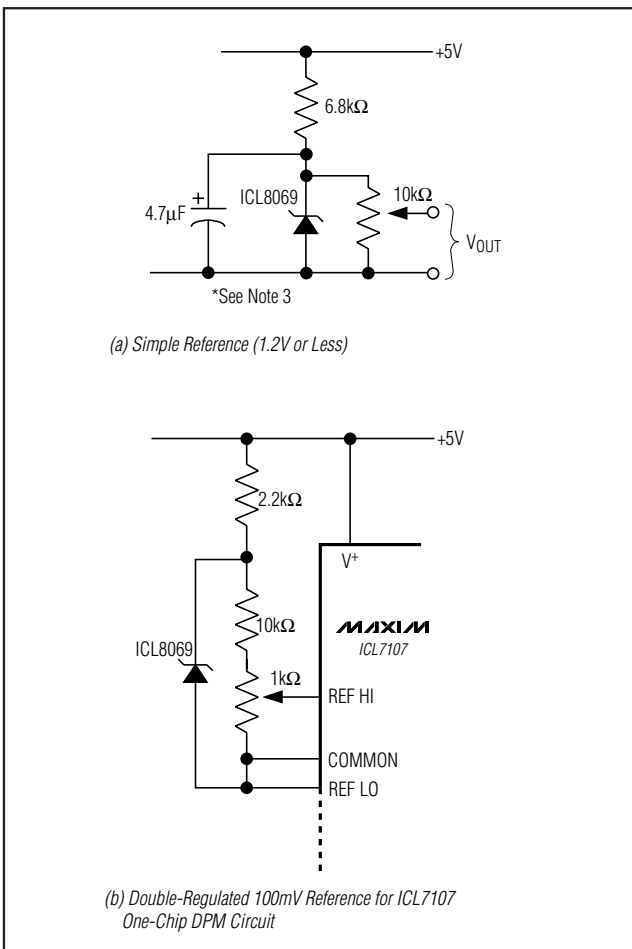 +5V
6.8kΩ
+
4.7μF
ICL8069
10kΩ
VOUT
*See Note 3
(a) Simple Reference (1.2V or Less)
+5V
2.2kΩ
V+
10kΩ
MAXIM
ICL7107
ICL8069
1kΩ
REF HI
COMMON
REF LO
(b) Double-Regulated 100mV Reference for ICL7107
One-Chip DPM Circuit